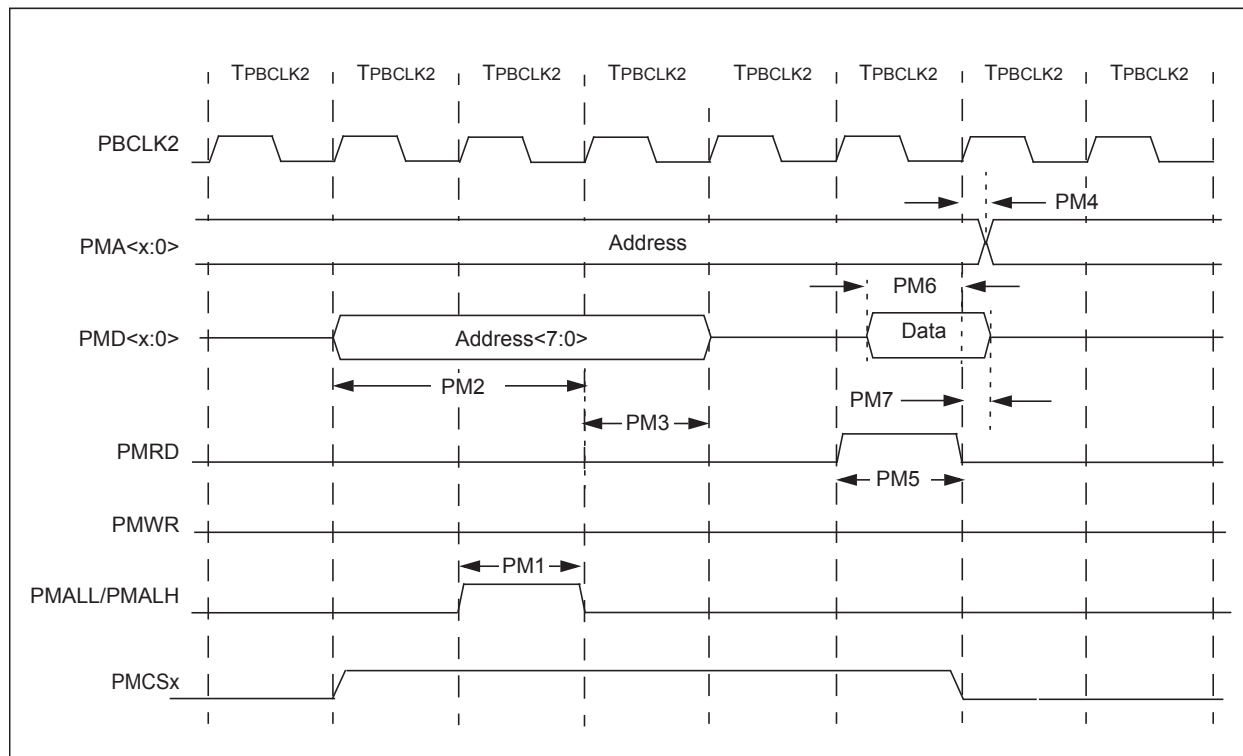 TPBCLK2 TPBCLK2 TPBCLK2 TPBCLK2 TPBCLK2 TPBCLK2 TPBCLK2 TPBCLK2
PBCLK2
PM4
PMA<x:0>
Address
PM6
PMD<x:0>
Address<7:0>
Data
PM2
PM7
PM3
PMRD
PM5
PMWR
PM1
PMALL/PMALH
PMCSx